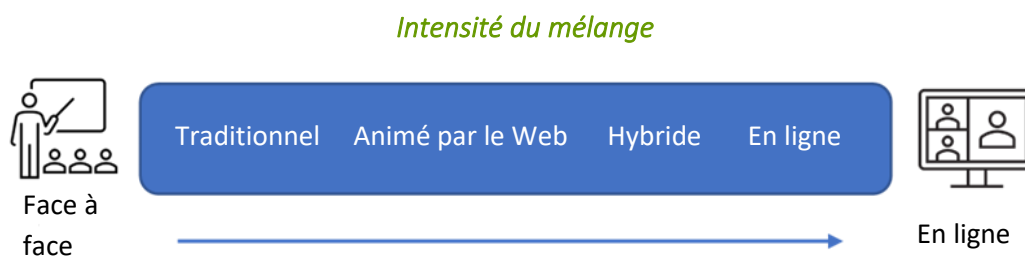 Intensité du mélange
Traditionnel Animé par le Web Hybride En ligne
Face à
face
En ligne